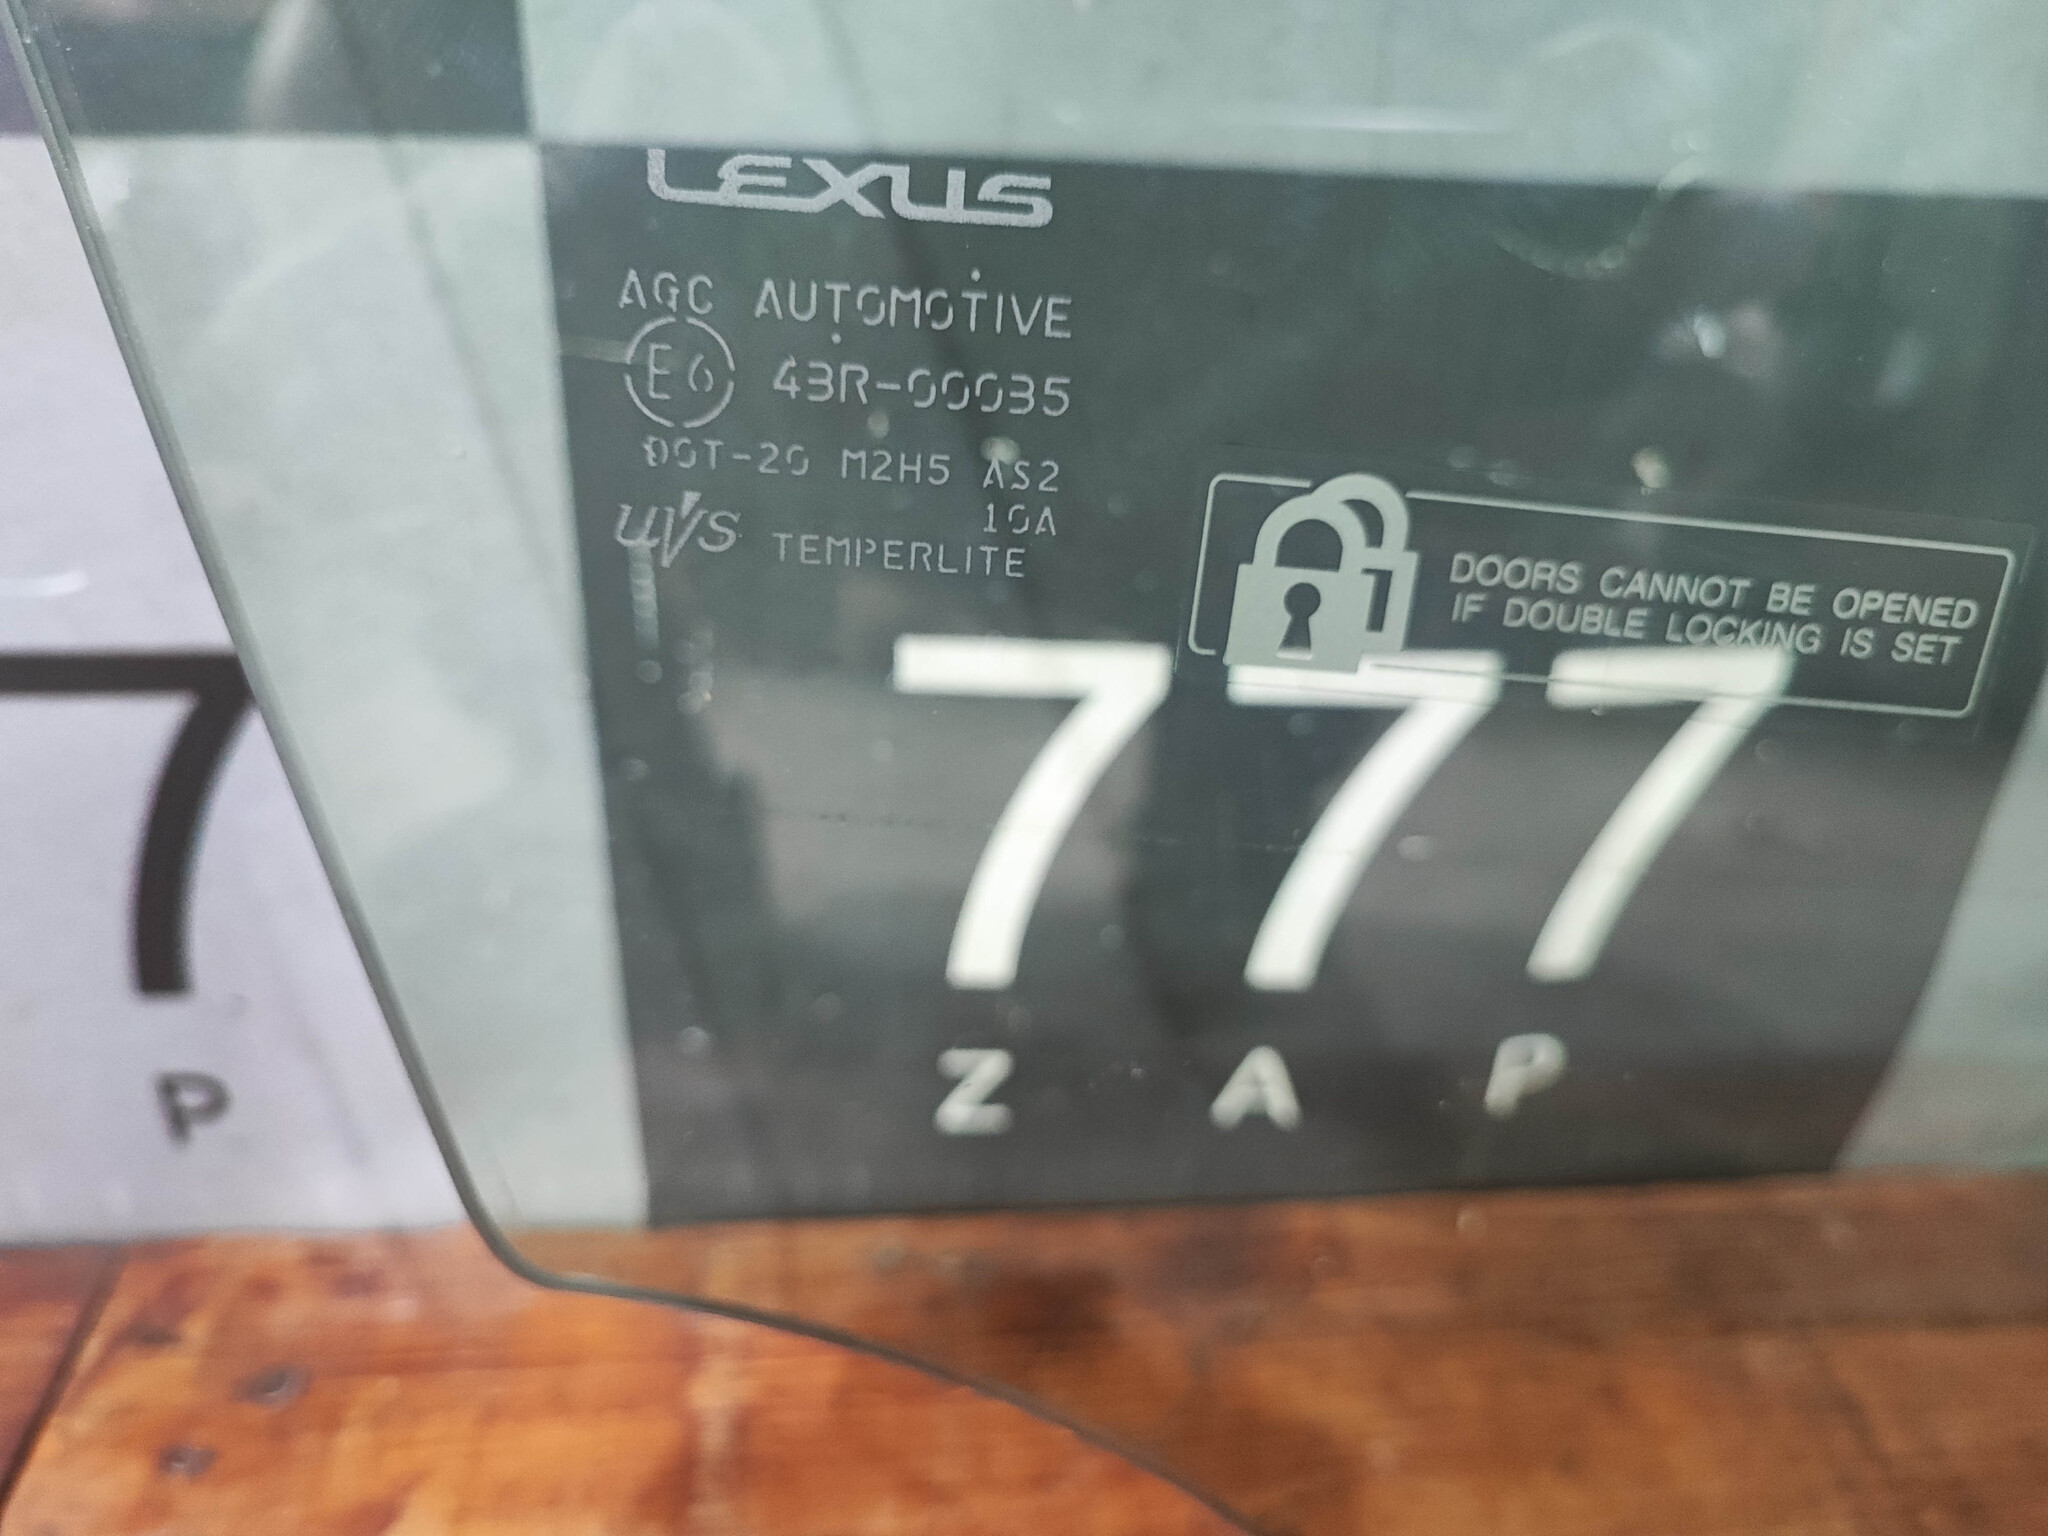 LEXUS
AGC AUTOMOTIVE
E6 43R-00035
DOT-20 M2H5 AS2
10A
UVS TEMPERLITE
DOORS CANNOT BE OPENED
IF DOUBLE LOCKING IS SET
7 777
P Z A P